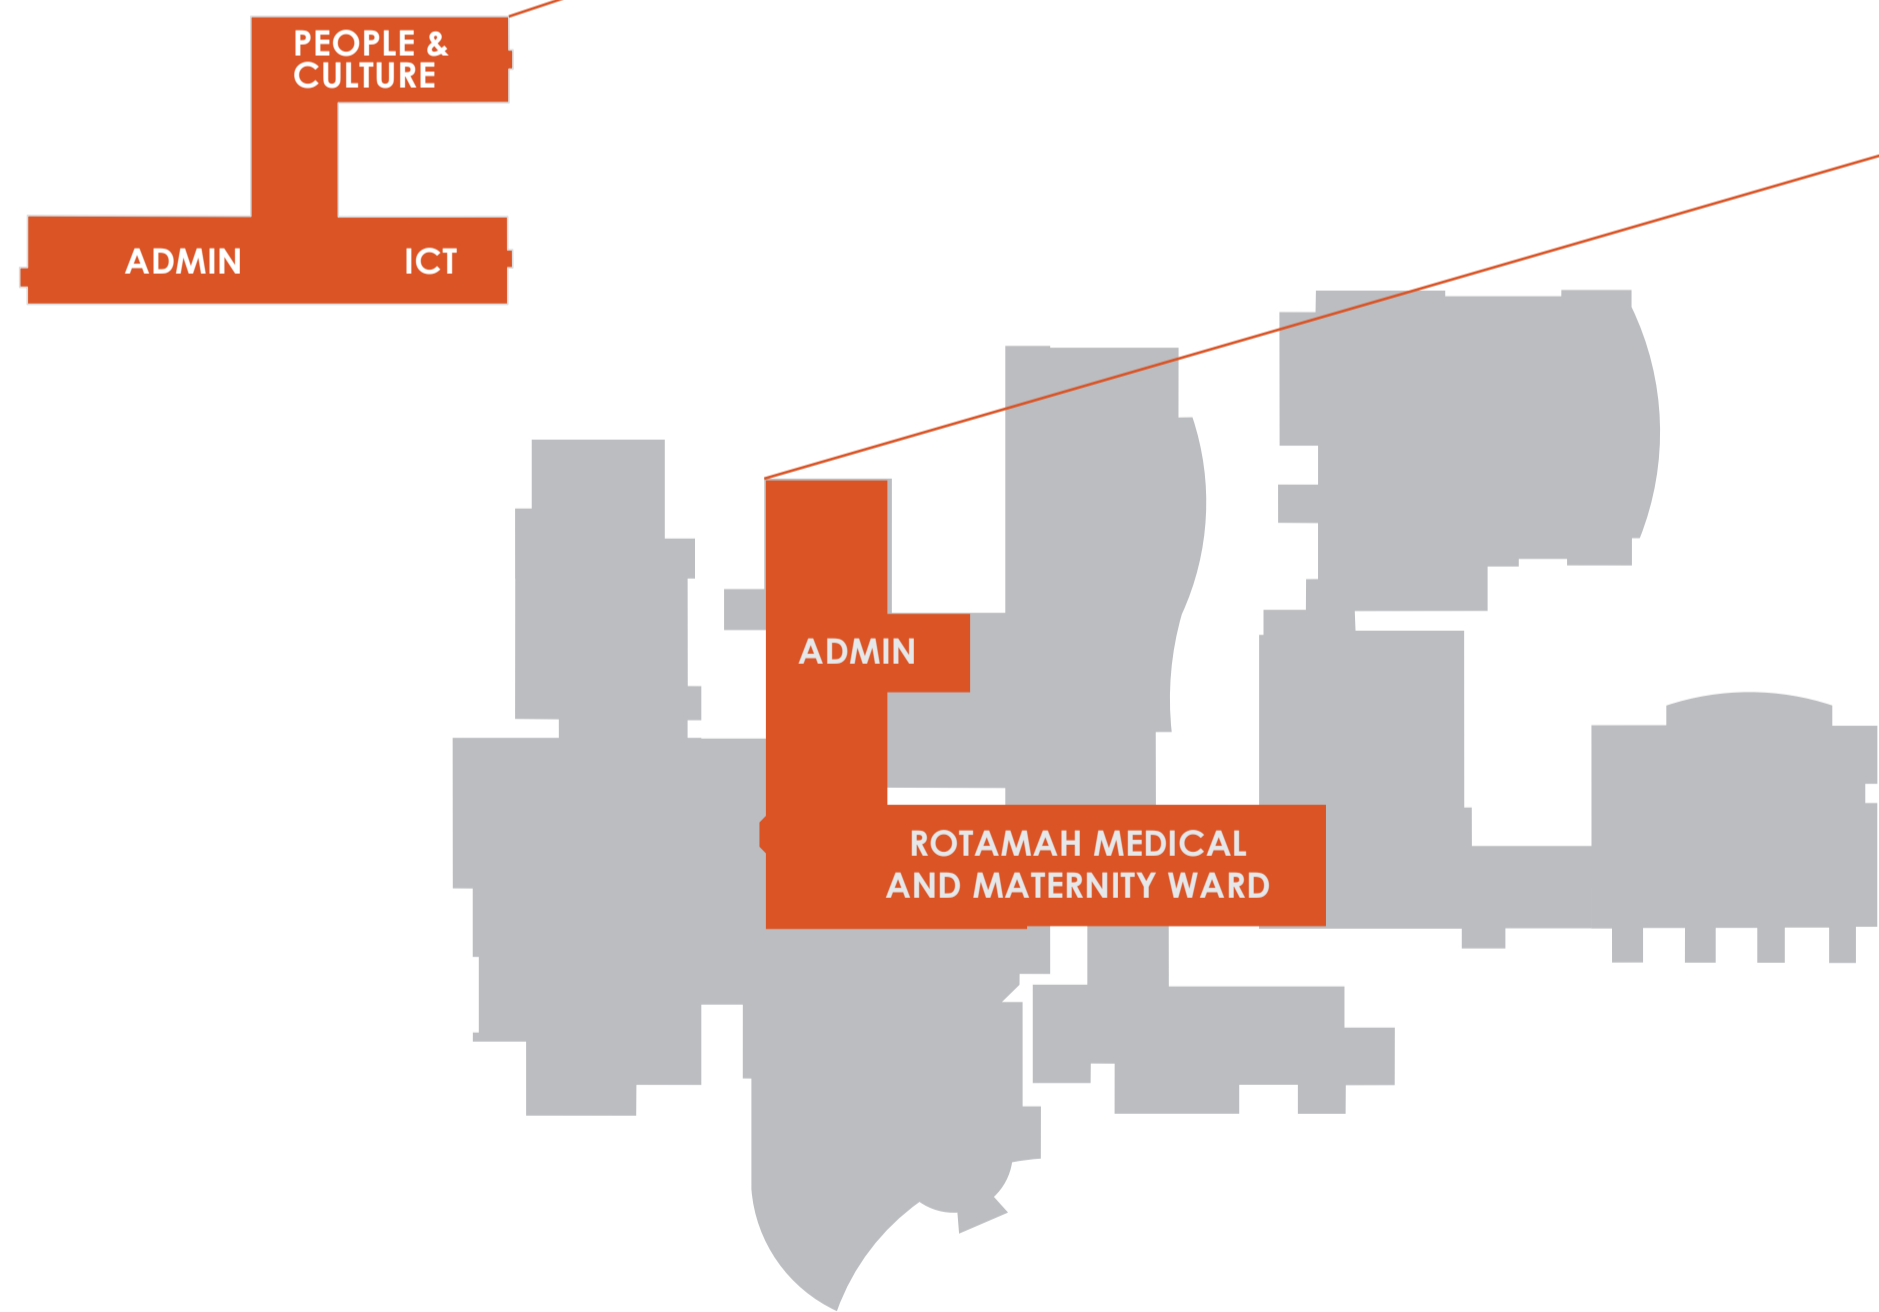 PEOPLE &
CULTURE
ADMIN
ICT
ADMIN
ROTAMAH MEDICAL
AND MATERNITY WARD